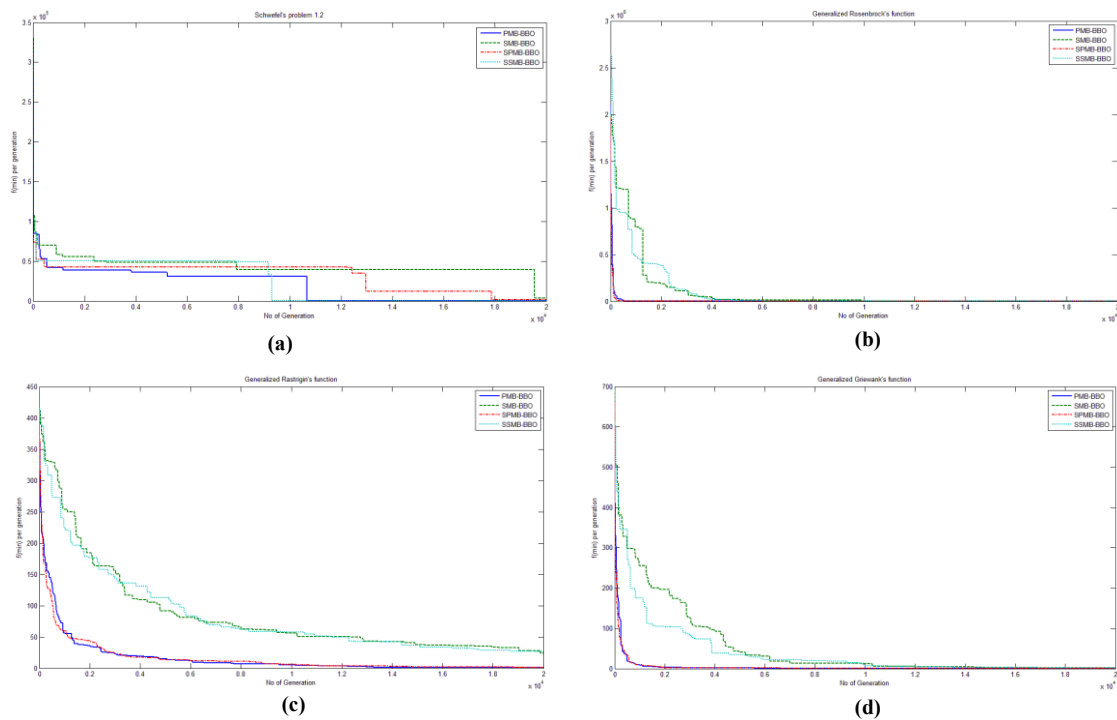 Schwefel's problem 1.2
x 10^5
3.5
3
2.5
2
1.5
1
0.5
0
f(min) per generation
PMB-BBO
SMB-BBO
SPMB-BBO
SSMB-BBO
0 0.2 0.4 0.6 0.8 1 1.2 1.4 1.6 1.8 2
No of Generation
x 10^4
(a)
Generalized Rosenbrock's function
3
2.5
2
1.5
1
0.5
0
f(min) per generation
PMB-BBO
SMB-BBO
SPMB-BBO
SSMB-BBO
0 0.2 0.4 0.6 0.8 1 1.2 1.4 1.6 1.8 2
No of Generation
x 10^4
(b)
Generalized Rastrigin's function
450
400
350
300
250
200
150
100
50
0
f(min) per generation
PMB-BBO
SMB-BBO
SPMB-BBO
SSMB-BBO
0 0.2 0.4 0.6 0.8 1 1.2 1.4 1.6 1.8 2
No of Generation
x 10^4
(c)
Generalized Griewank's function
700
600
500
400
300
200
100
0
f(min) per generation
PMB-BBO
SMB-BBO
SPMB-BBO
SSMB-BBO
0 0.2 0.4 0.6 0.8 1 1.2 1.4 1.6 1.8 2
No of Generation
x 10^4
(d)